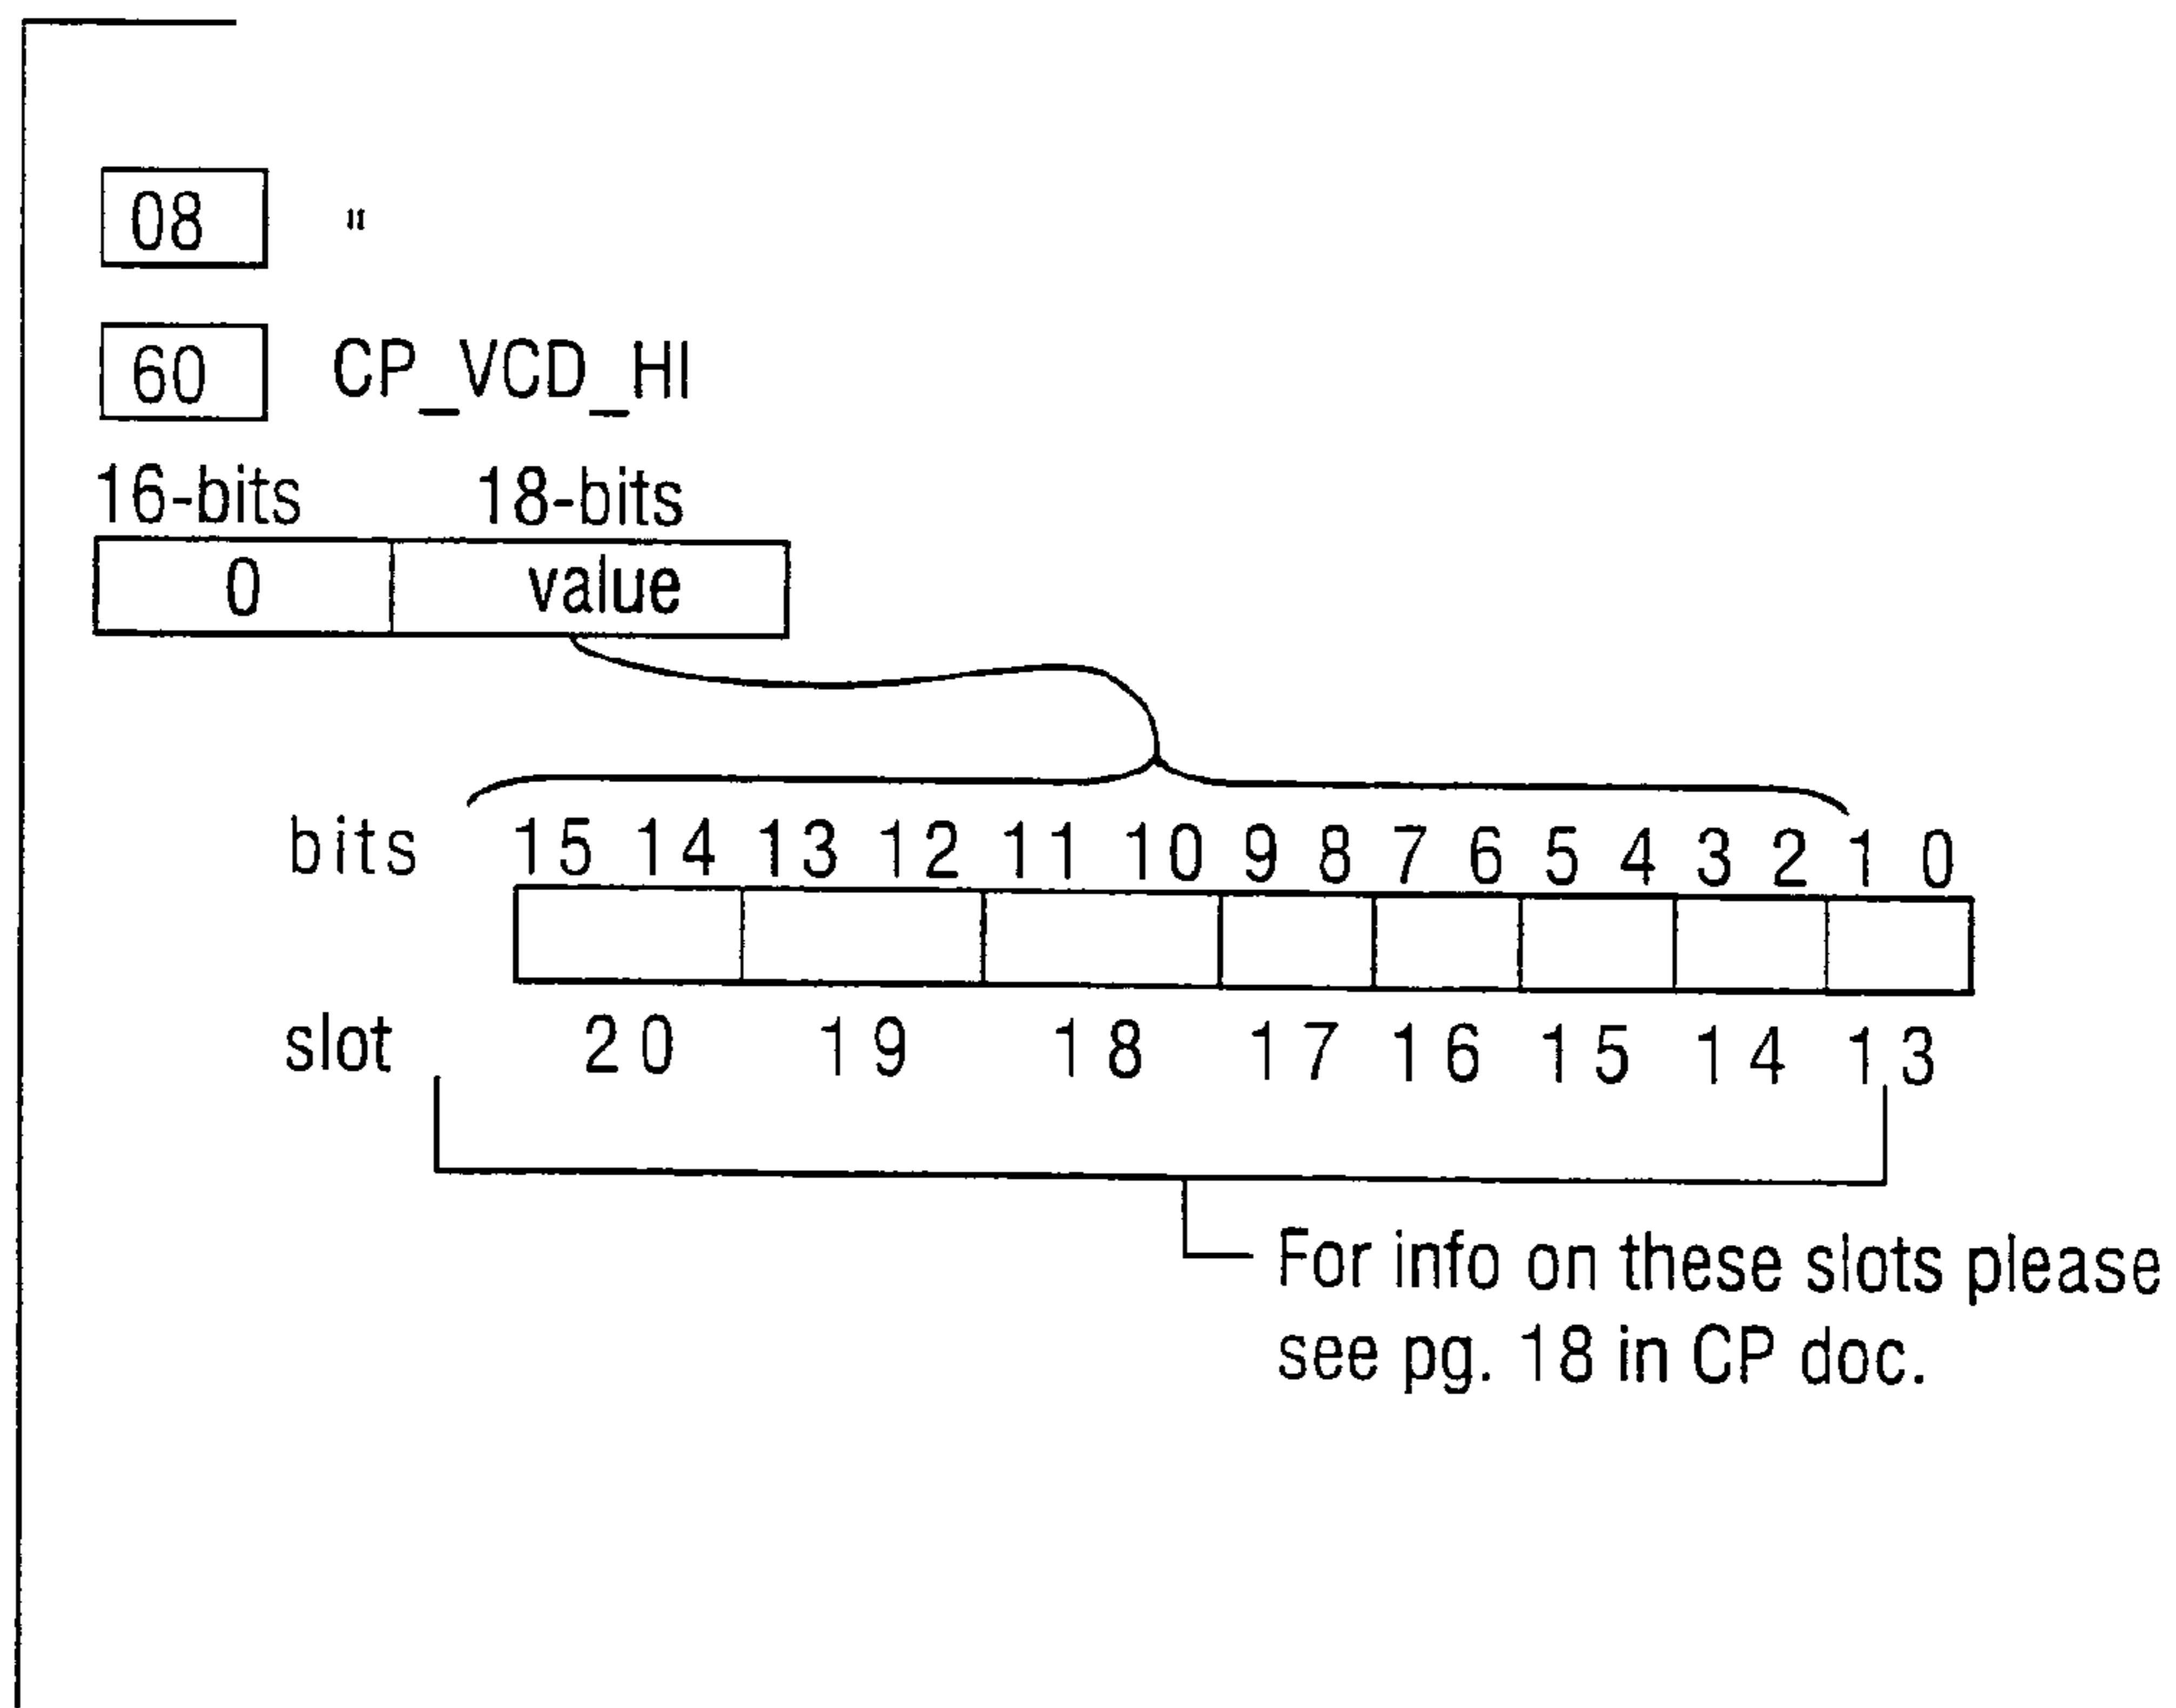 08 "
60 CP_VCD_HI
16-bits 18-bits
0 value
bits 15 14 13 12 11 10 9 8 7 6 5 4 3 2 1 0
slot 20 19 18 17 16 15 14 13
For info on these slots please
see pg. 18 in CP doc.